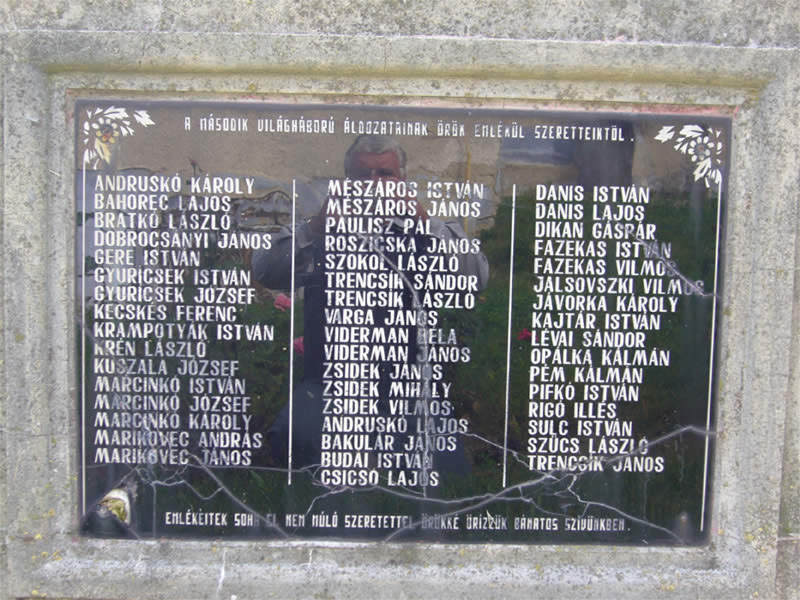 A MÁSODIK VILÁGHÁBORÚ ÁLDOZATAINAK ÖRÖK EMLÉKÜL SZERETTEIKTŐL.
ANDRUSKÓ KÁROLY
BAHOREC LAJOS
BRATKÓ LÁSZLÓ
DOBROCSÁNYI JÁNOS
GERE ISTVÁN
GYURICSEK ISTVÁN
GYURICSEK JÓZSEF
KECSKÉS FERENC
KRAMPOTYÁK ISTVÁN
KRÉN LÁSZLÓ
KUSZALA JÓZSEF
MARCINKÓ ISTVÁN
MARCINKÓ JÓZSEF
MARCINKÓ KÁROLY
MARIKOVEC ANDRÁS
MARIKOVEC JÁNOS
MÉSZÁROS ISTVÁN
MÉSZÁROS JÁNOS
PAULISZ PÁL
ROSZICSKA JÁNOS
SZOKOL LÁSZLÓ
TRENCSIK SÁNDOR
TRENCSIK LÁSZLÓ
VARGA JÁNOS
VIDERMAN BÉLA
VIDERMAN JÁNOS
ZSIDEK JÁNOS
ZSIDEK MIHÁLY
ZSIDEK VILMOS
ANDRUSKÓ LAJOS
BAKULÁR JÁNOS
BUDAI ISTVÁN
CSICSÓ LAJOS
DANIS ISTVÁN
DANIS LAJOS
DIKAN GÁSPÁR
FAZEKAS ISTVÁN
FAZEKAS VILMOS
JALSOVSZKI VILMOS
JÁVORKA KÁROLY
KAJTÁR ISTVÁN
LÉVAI SÁNDOR
OPÁLKA KÁLMÁN
PÉM KÁLMÁN
PIFKÓ ISTVÁN
RIGÓ ILLÉS
SULC ISTVÁN
SZŰCS LÁSZLÓ
TRENCSIK JÁNOS
EMLÉKEITEK SOHA EL NEM MÚLÓ SZERETETTEL ÖRÖKKÉ ŐRIZZÜK BÁNATOS SZÍVÜNKBEN.